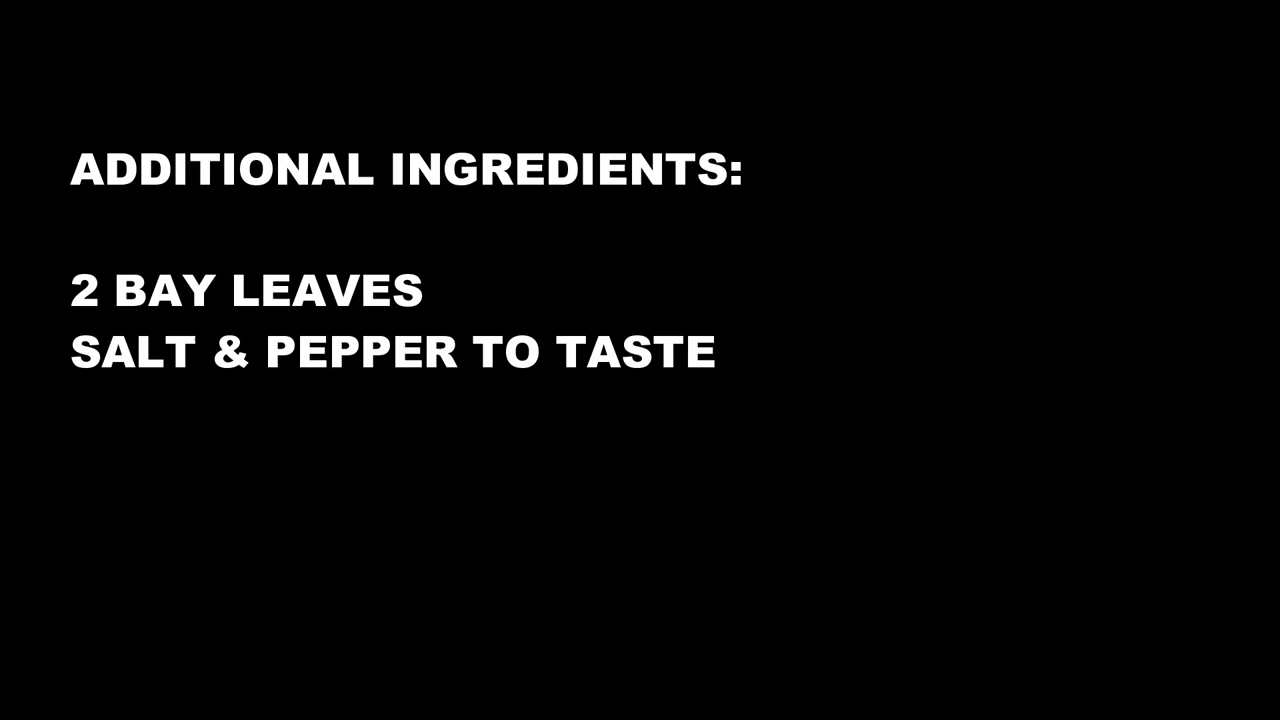 ADDITIONAL INGREDIENTS:
2 BAY LEAVES
SALT & PEPPER TO TASTE